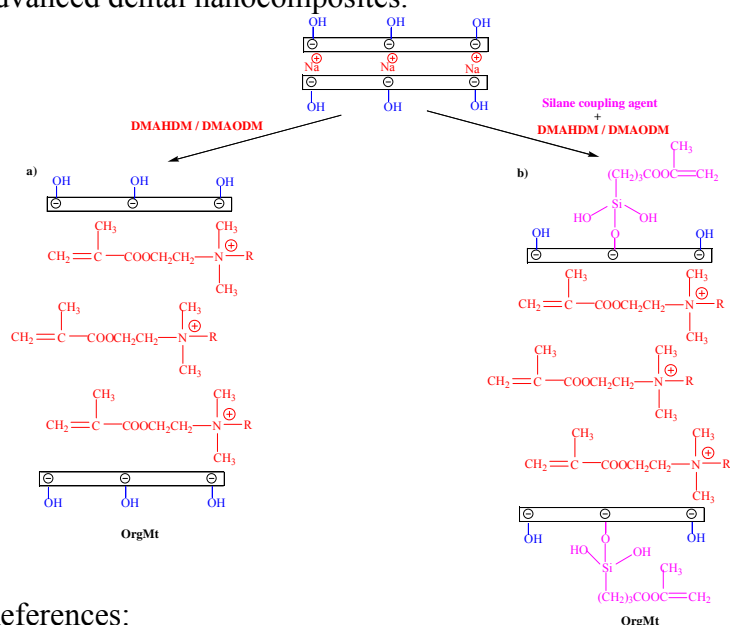 advanced dental nanocomposites.
OH OH OH
⊖ ⊖ ⊖
⊕ ⊕ ⊕
Na Na Na
⊖ ⊖ ⊖
OH OH OH
DMAHDM / DMAODM
Silane coupling agent
+
DMAHDM / DMAODM
a)
OH OH OH
⊖ ⊖ ⊖
CH3 CH3
CH2=C—COOCH2CH2—N⊕—R
CH3
CH3 CH3
CH2=C—COOCH2CH2—N⊕—R
CH3
CH3 CH3
CH2=C—COOCH2CH2—N⊕—R
CH3
⊖ ⊖ ⊖
OH OH OH
OrgMt
b)
CH3
(CH2)3COOC=CH2
Si
HO OH
O
OH OH
⊖ ⊖ ⊖
CH3 CH3
CH2=C—COOCH2CH2—N⊕—R
CH3
CH3 CH3
CH2=C—COOCH2CH2—N⊕—R
CH3
CH3 CH3
CH2=C—COOCH2CH2—N⊕—R
CH3
⊖ ⊖ ⊖
OH O OH
HO OH
Si
CH3
(CH2)3COOC=CH2
OrgMt
References: